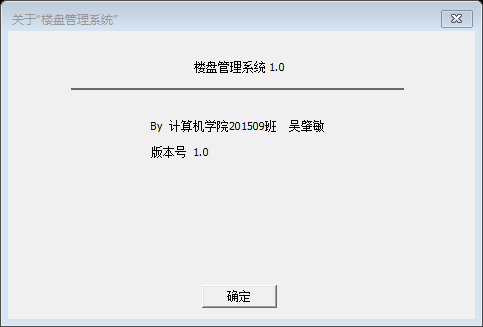 关于“楼盘管理系统”
楼盘管理系统 1.0
By 计算机学院201509班 吴肇敏
版本号 1.0
确定